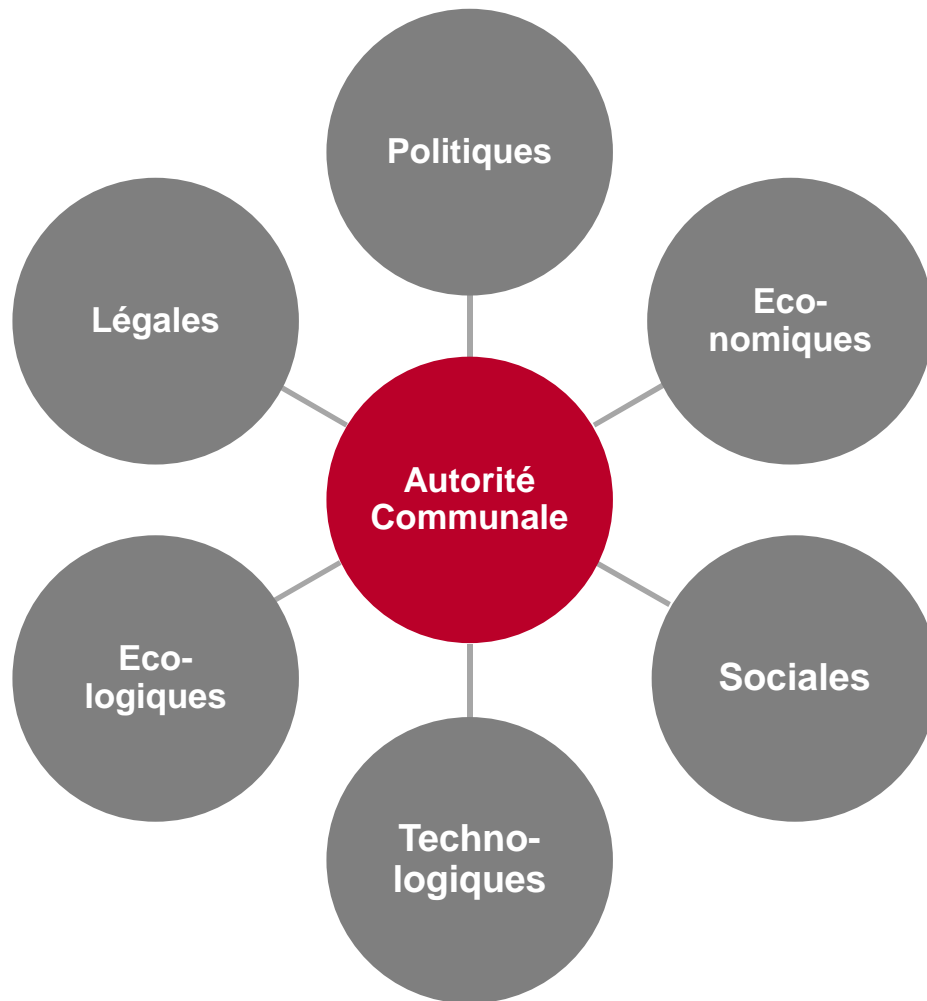 Politiques
Légales
Eco-
nomiques
Autorité
Communale
Eco-
logiques
Sociales
Techno-
logiques